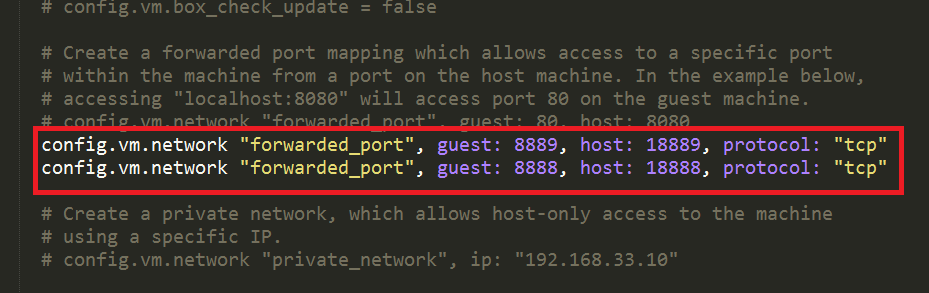 # config.vm.box_check_update = false
# Create a forwarded port mapping which allows access to a specific port
# within the machine from a port on the host machine. In the example below,
# accessing "localhost:8080" will access port 80 on the guest machine.
# config.vm.network "forwarded_port", guest: 80, host: 8080
config.vm.network "forwarded_port", guest: 8889, host: 18889, protocol: "tcp"
config.vm.network "forwarded_port", guest: 8888, host: 18888, protocol: "tcp"
# Create a private network, which allows host-only access to the machine
# using a specific IP.
# config.vm.network "private_network", ip: "192.168.33.10"